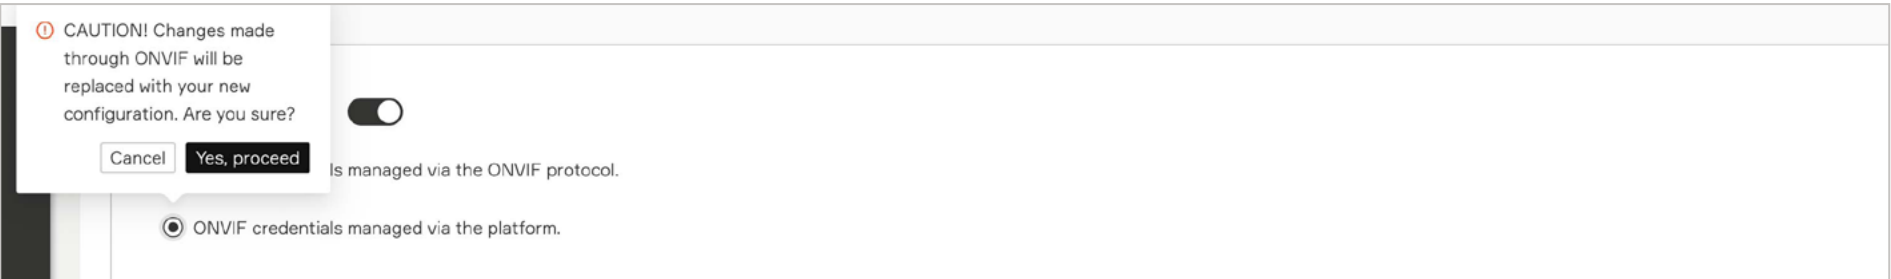 CAUTION! Changes made
through ONVIF will be
replaced with your new
configuration. Are you sure?
Cancel Yes, proceed
ls managed via the ONVIF protocol.
ONVIF credentials managed via the platform.